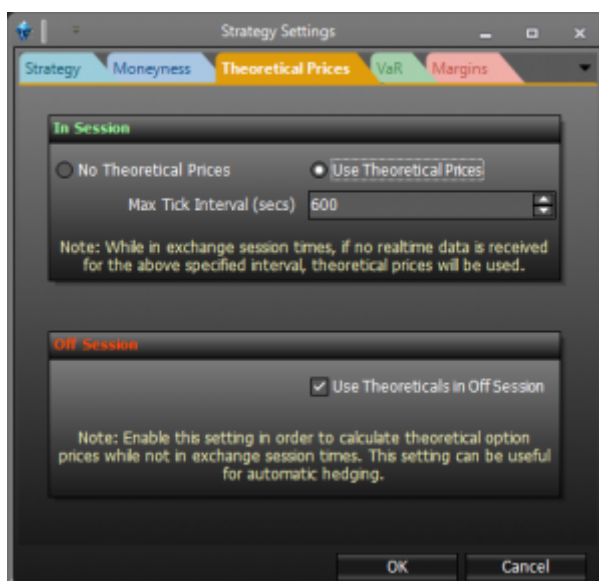 Strategy Settings
Strategy Moneyness Theoretical Prices VaR Margins
In Session
No Theoretical Prices Use Theoretical Prices
Max Tick Interval (secs) 600
Note: While in exchange session times, if no realtime data is received
for the above specified interval, theoretical prices will be used.
Off Session
Use Theoreticals in Off Session
Note: Enable this setting in order to calculate theoretical option
prices while not in exchange session times. This setting can be useful
for automatic hedging.
OK Cancel